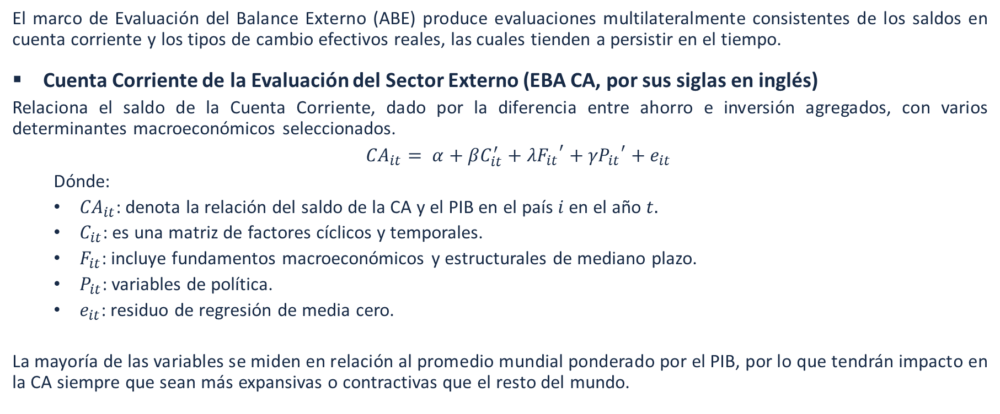 El marco de Evaluación del Balance Externo (ABE) produce evaluaciones multilateralmente consistentes de los saldos en
cuenta corriente y los tipos de cambio efectivos reales, las cuales tienden a persistir en el tiempo.
▪ Cuenta Corriente de la Evaluación del Sector Externo (EBA CA, por sus siglas en inglés)
Relaciona el saldo de la Cuenta Corriente, dado por la diferencia entre ahorro e inversión agregados, con varios
determinantes macroeconómicos seleccionados.
$CA_{it} = \alpha + \beta C'_{it} + \lambda F_{it}' + \gamma P_{it}' + e_{it}$
Dónde:
• $CA_{it}$: denota la relación del saldo de la CA y el PIB en el país $i$ en el año $t$.
• $C_{it}$: es una matriz de factores cíclicos y temporales.
• $F_{it}$: incluye fundamentos macroeconómicos y estructurales de mediano plazo.
• $P_{it}$: variables de política.
• $e_{it}$: residuo de regresión de media cero.
La mayoría de las variables se miden en relación al promedio mundial ponderado por el PIB, por lo que tendrán impacto en
la CA siempre que sean más expansivas o contractivas que el resto del mundo.